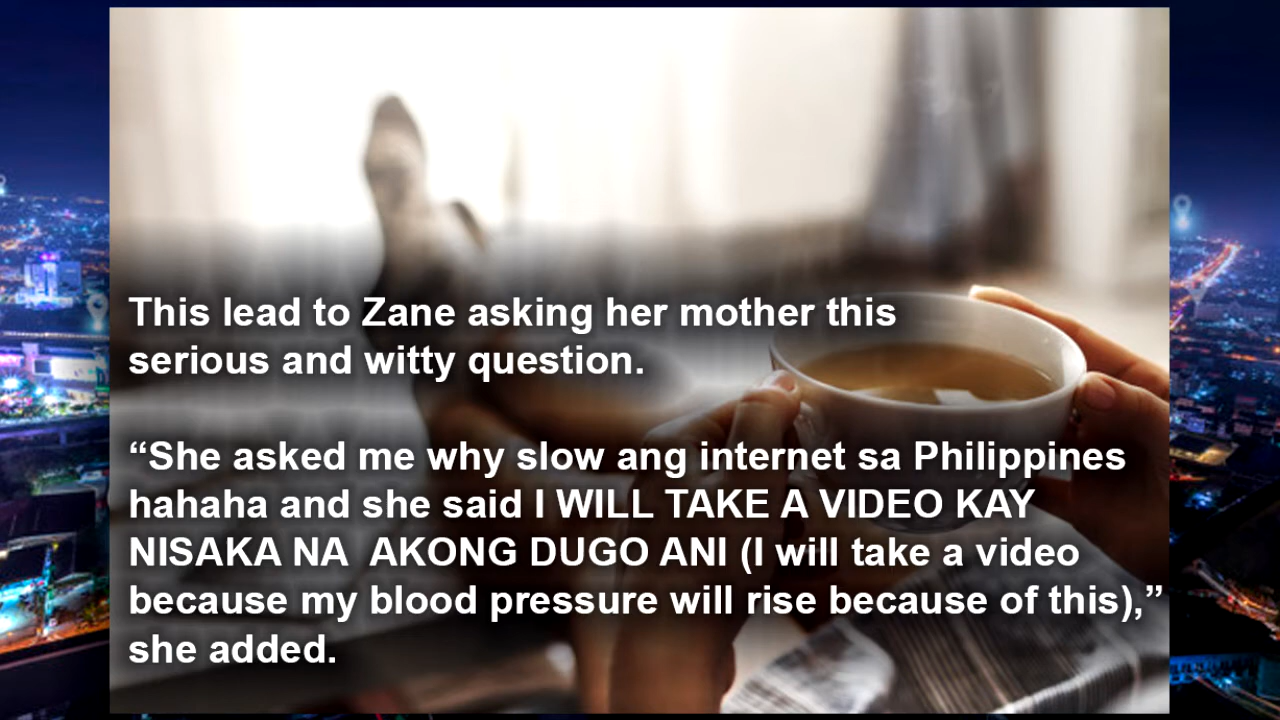 This lead to Zane asking her mother this
serious and witty question.
“She asked me why slow ang internet sa Philippines
hahaha and she said I WILL TAKE A VIDEO KAY
NISAKA NA  AKONG DUGO ANI (I will take a video
because my blood pressure will rise because of this),”
she added.